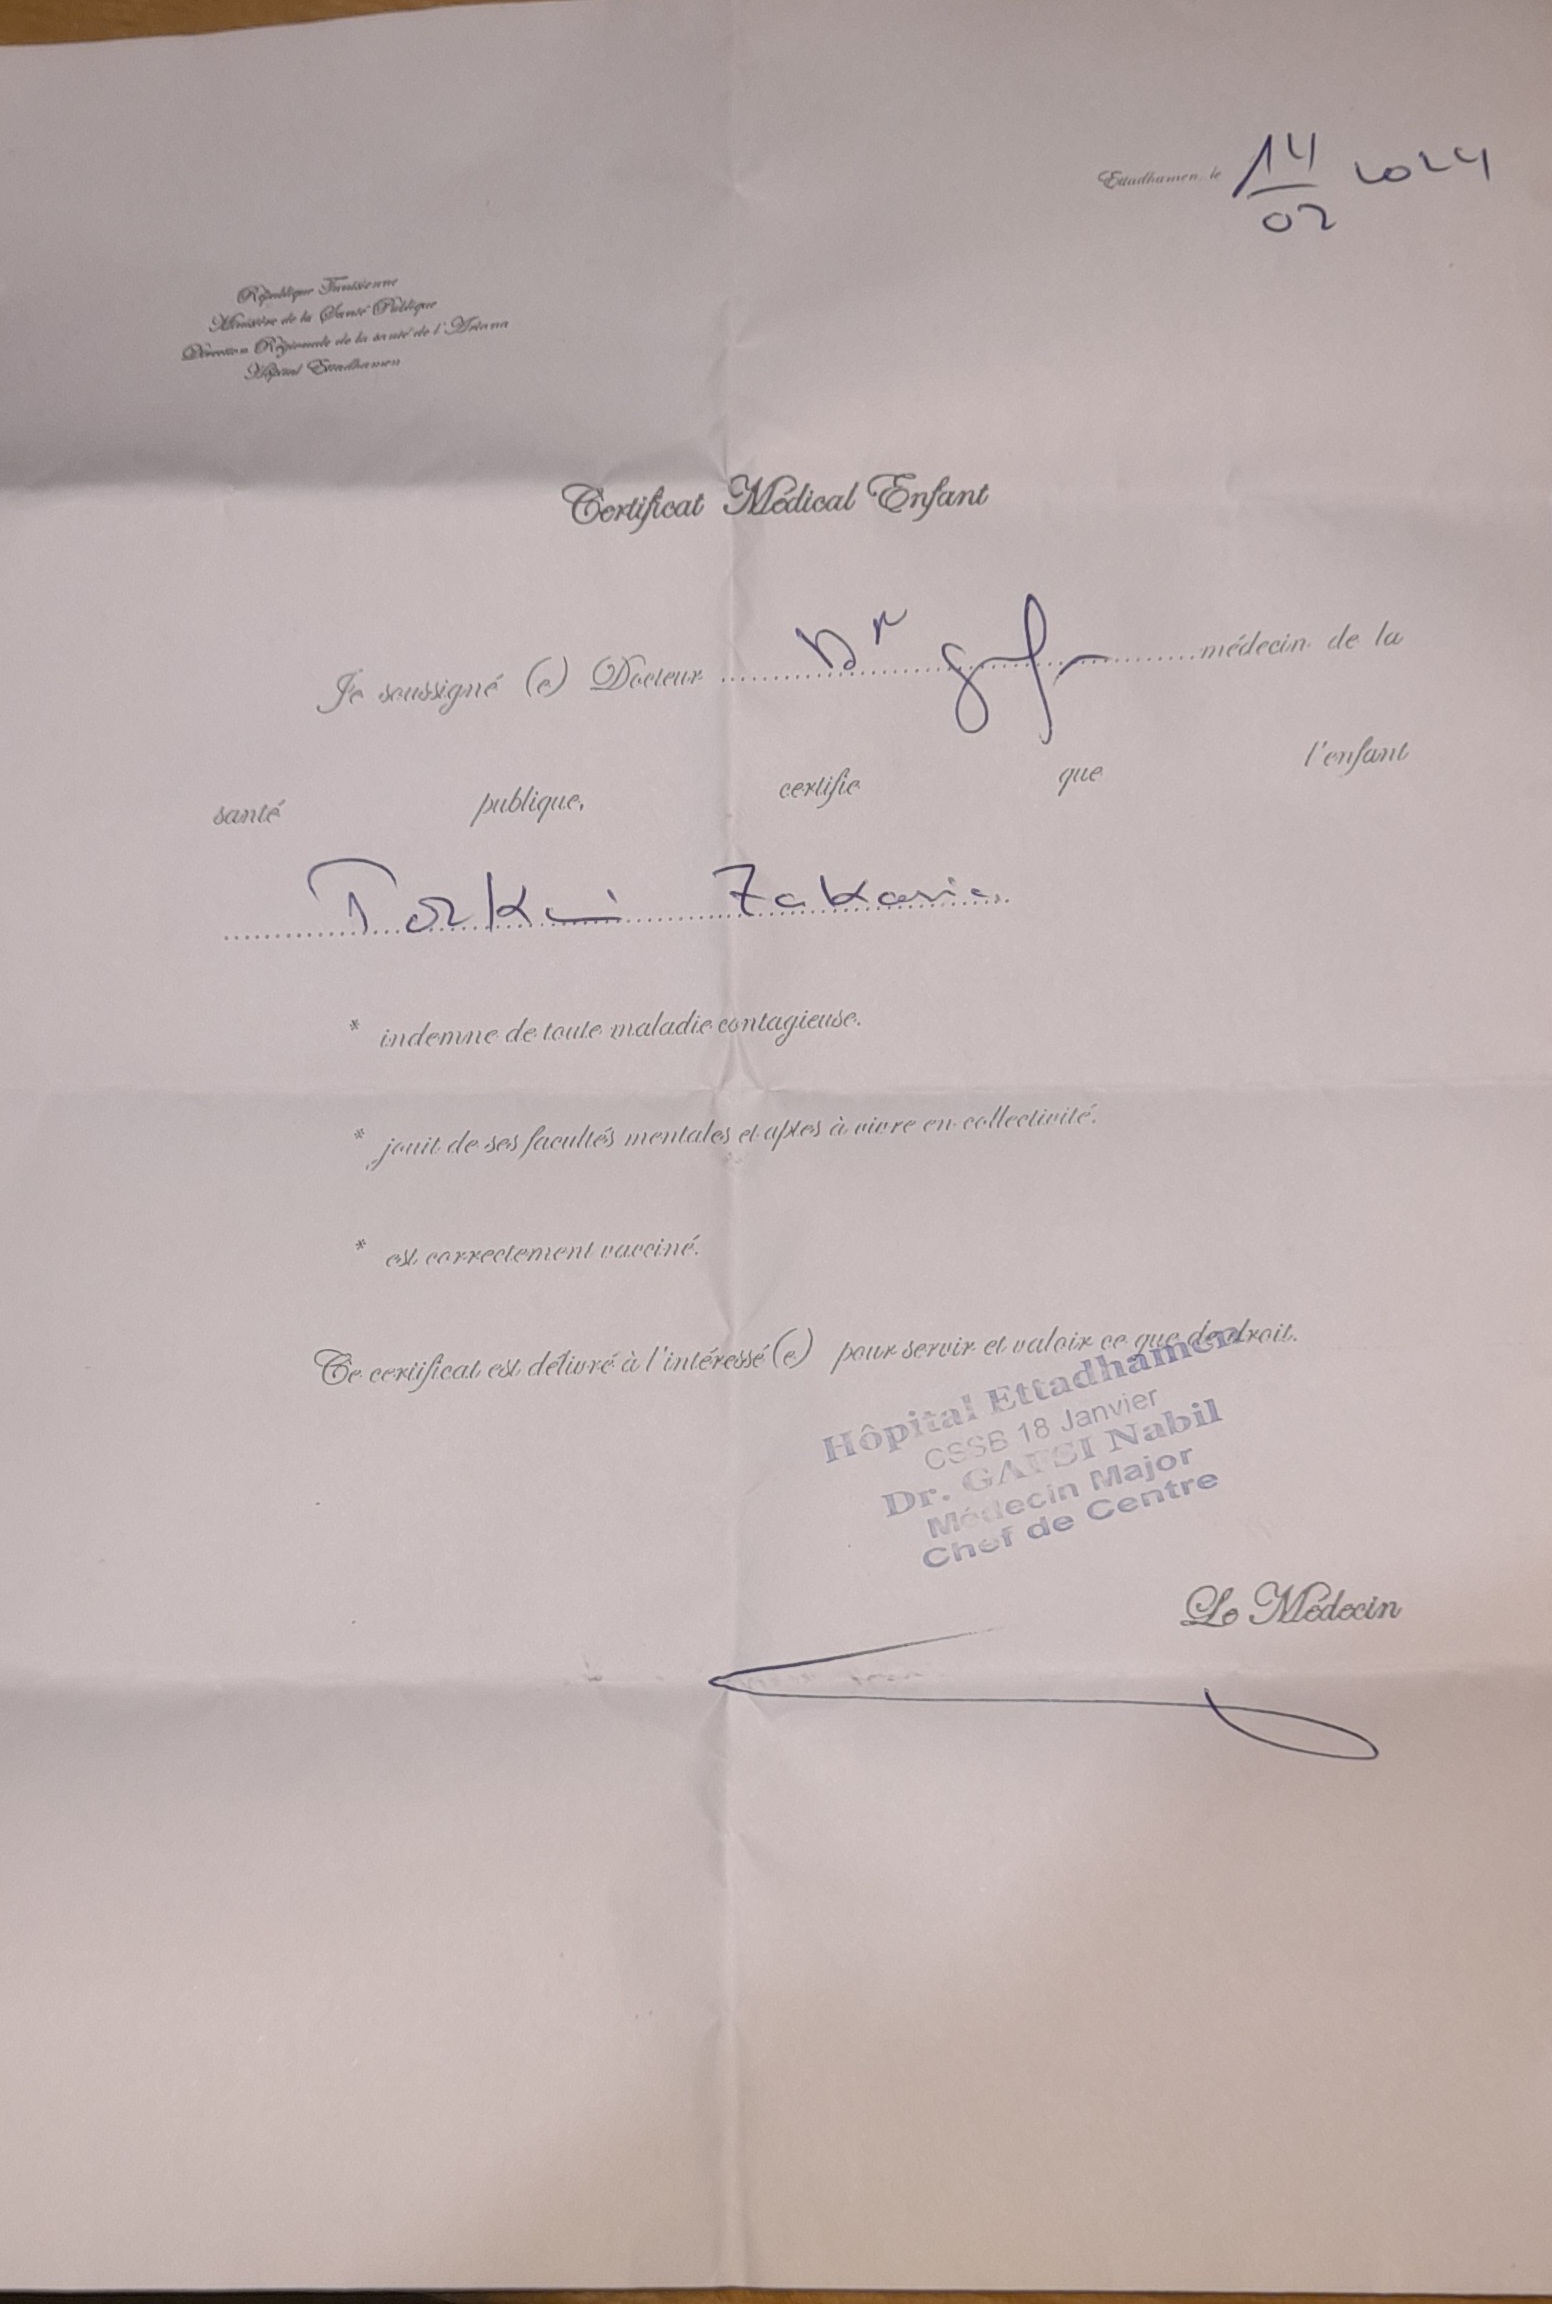 Ettadhamen, le 14/02 2024
République Tunisienne
Ministère de la Santé Publique
Direction Régionale de la santé de l'Ariana
Hôpital Ettadhamen
Certificat Médical Enfant
Je soussigné (e) Docteur Dr médecin de la
santé publique, certifie que l'enfant
Zakaria
* indemne de toute maladie contagieuse.
* jouit de ses facultés mentales et aptes à vivre en collectivité.
* est correctement vacciné.
Ce certificat est délivré à l'intéressé (e) pour servir et valoir ce que de droit.
Hôpital Ettadhamen
CSSB 18 Janvier
Dr. GAFSI Nabil
Médecin Major
Chef de Centre
Le Médecin